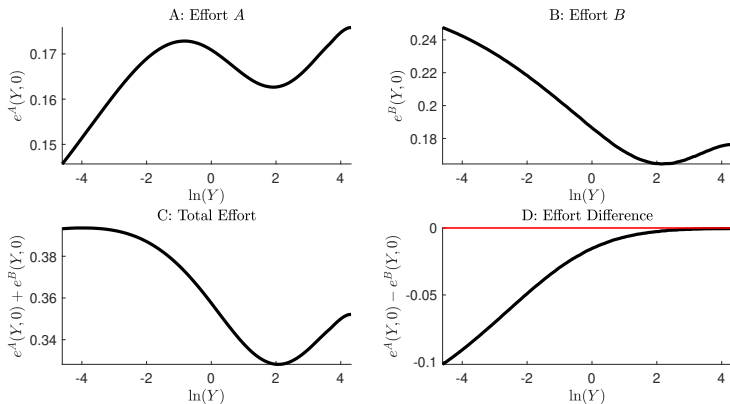 A: Effort A
0.17
0.16
0.15
e^A(Y, 0)
-4 -2 0 2 4
ln(Y)
B: Effort B
0.24
0.22
0.2
0.18
e^B(Y, 0)
-4 -2 0 2 4
ln(Y)
C: Total Effort
0.38
0.36
0.34
e^A(Y, 0) + e^B(Y, 0)
-4 -2 0 2 4
ln(Y)
D: Effort Difference
0
-0.05
-0.1
e^A(Y, 0) − e^B(Y, 0)
-4 -2 0 2 4
ln(Y)